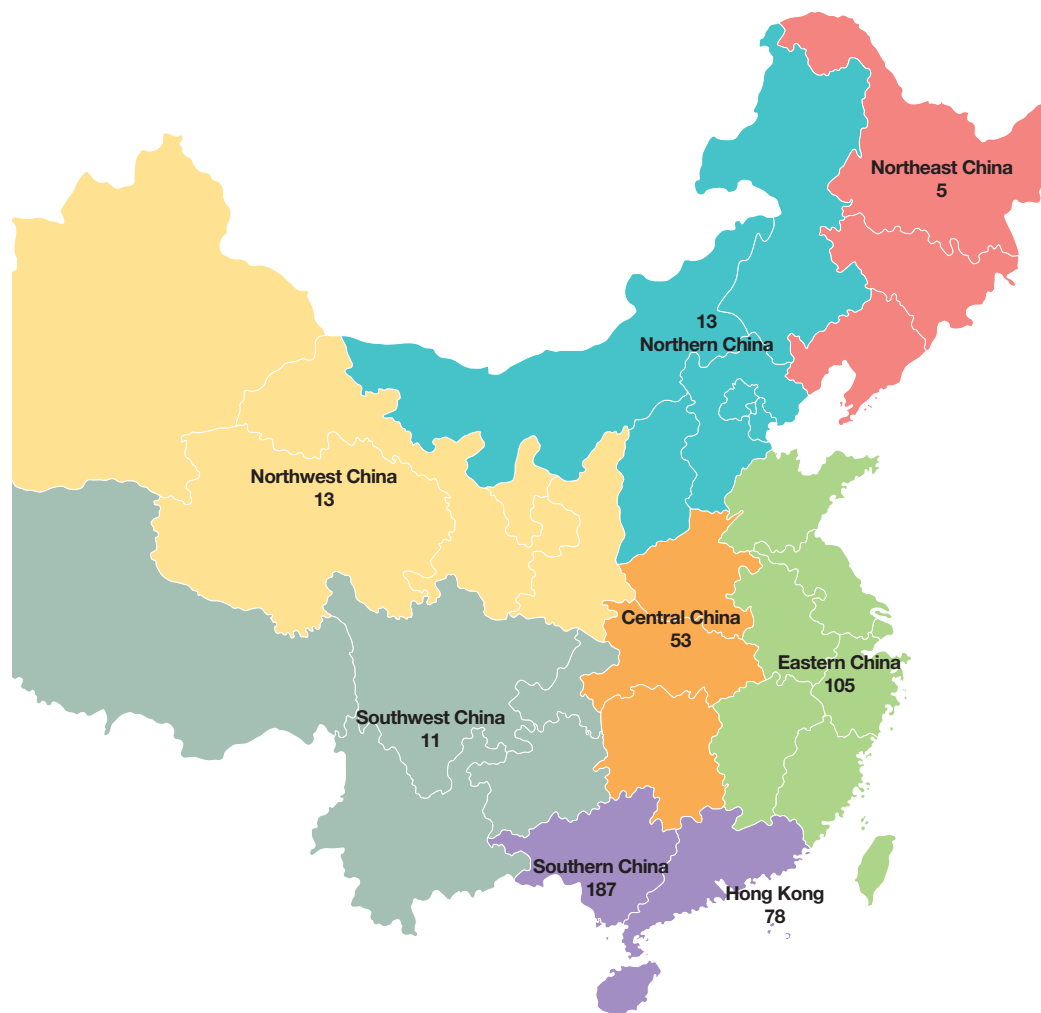 Northeast China
5
13
Northern China
Northwest China
13
Central China
53
Eastern China
105
Southwest China
11
Southern China
187
Hong Kong
78